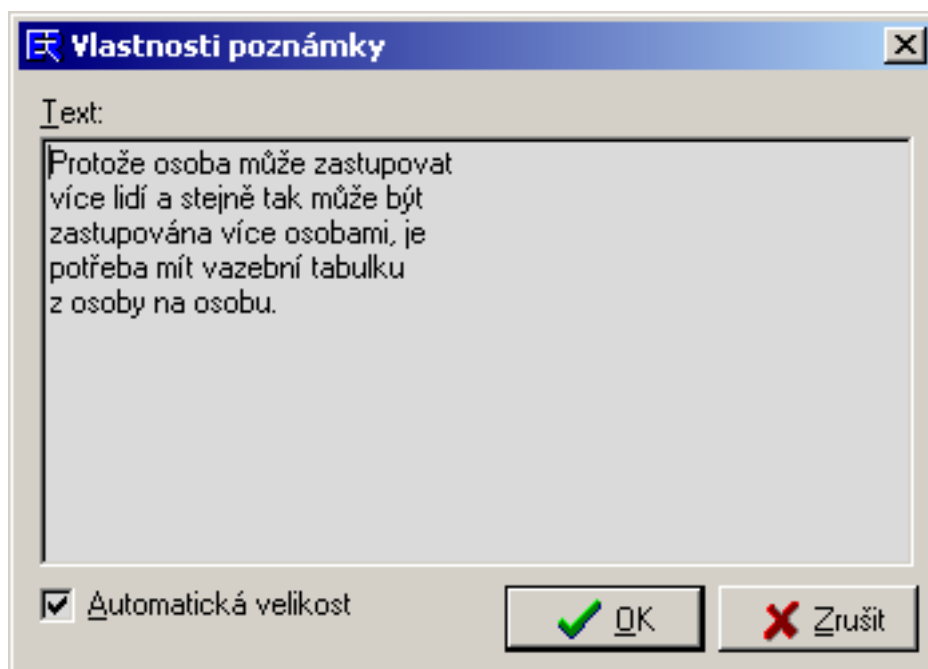 Vlastnosti poznámky
Text:
Protože osoba může zastupovat
více lidí a stejně tak může být
zastupována více osobami, je
potřeba mít vazební tabulku
z osoby na osobu.
Automatická velikost
OK
Zrušit